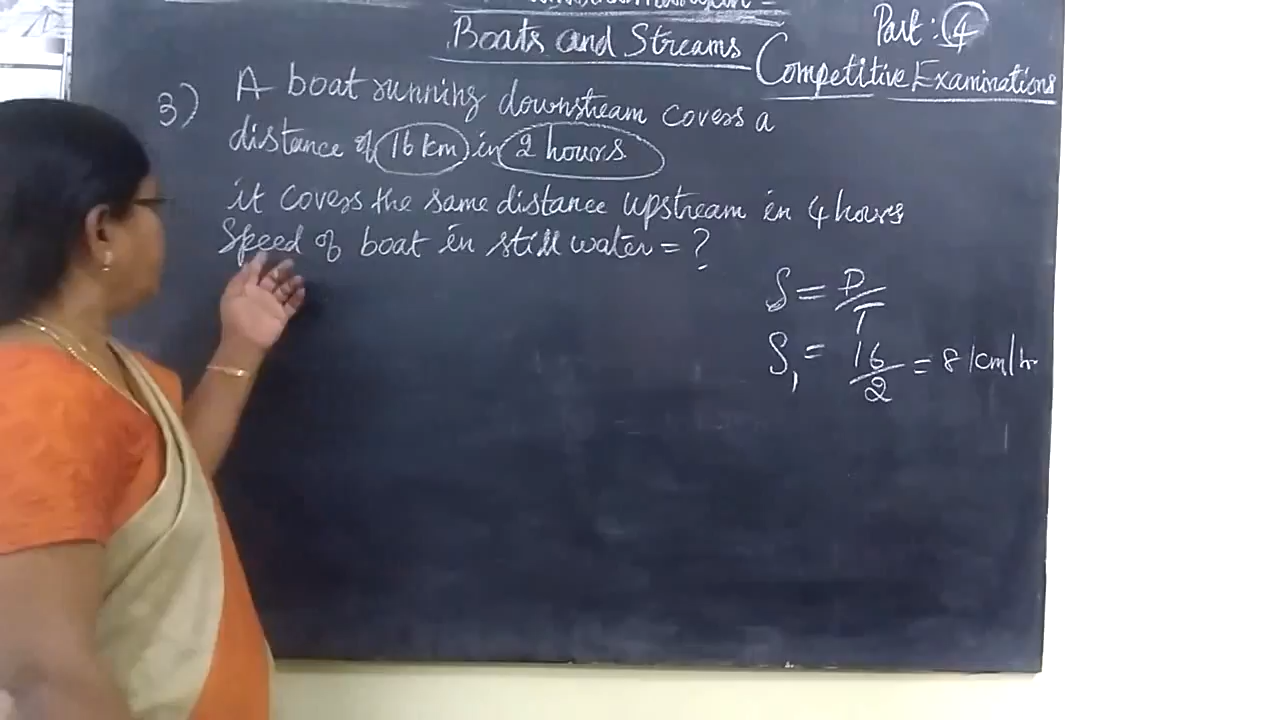 Boats and Streams
Part : 4
Competitive Examinations
3) A boat running downstream covers a
distance of 16 km in 2 hours
it covers the same distance upstream in 4 hours
Speed of boat in still water = ?
S = D/T
S₁ = 16/2 = 8 km/hr